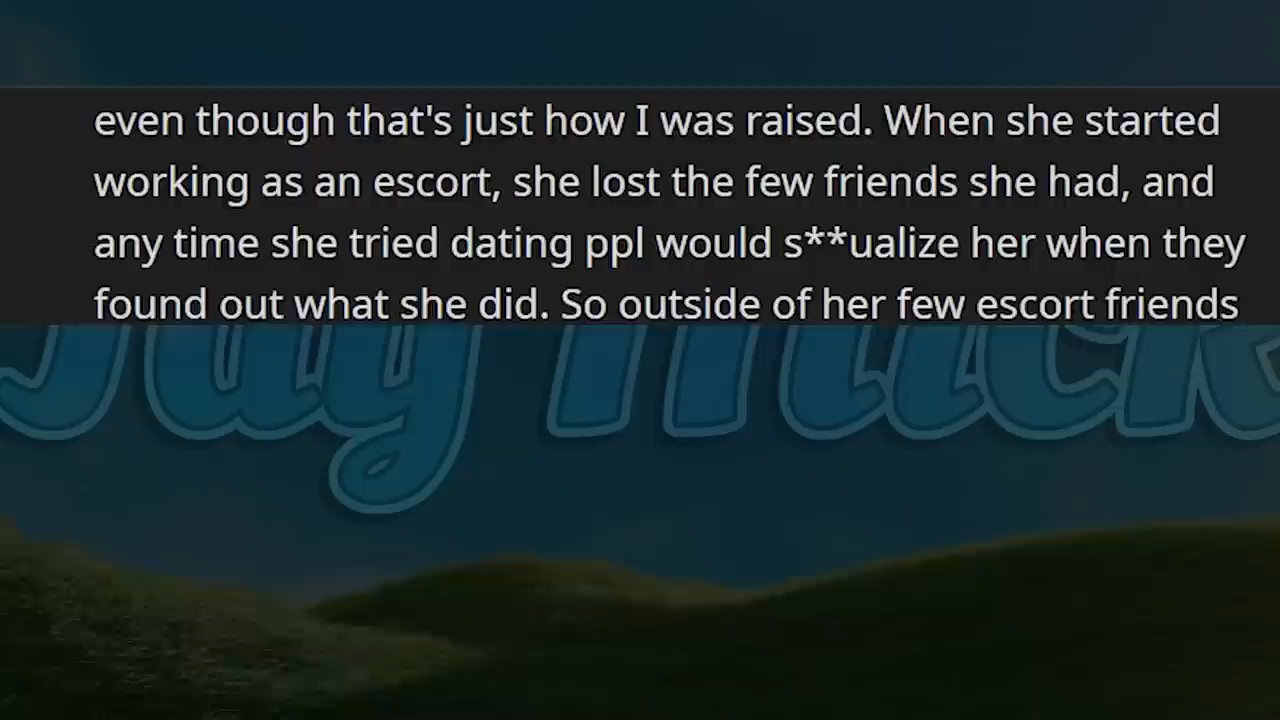 even though that's just how I was raised. When she started
working as an escort, she lost the few friends she had, and
any time she tried dating ppl would s**ualize her when they
found out what she did. So outside of her few escort friends